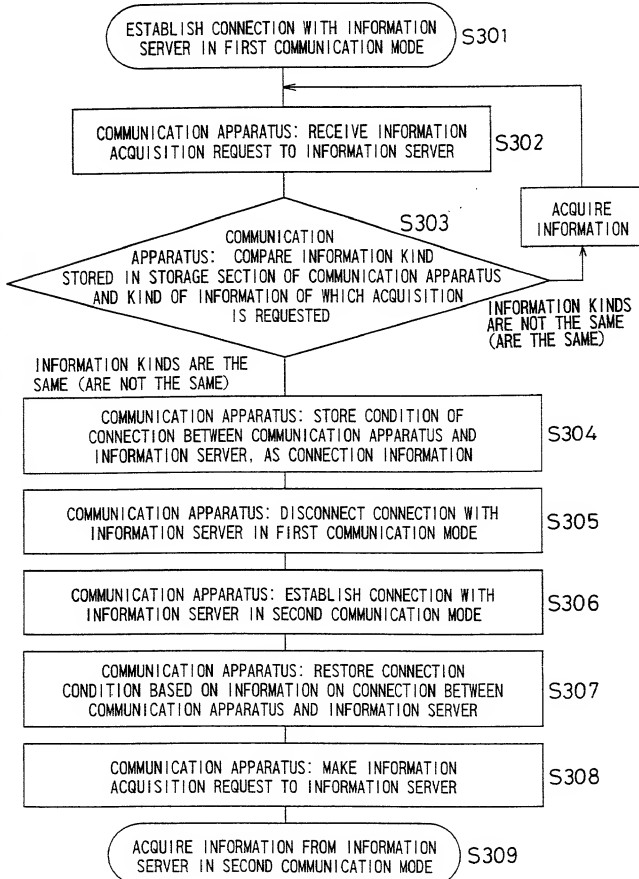 ESTABLISH CONNECTION WITH INFORMATION
SERVER IN FIRST COMMUNICATION MODE
S301
COMMUNICATION APPARATUS: RECEIVE INFORMATION
ACQUISITION REQUEST TO INFORMATION SERVER
S302
ACQUIRE
INFORMATION
S303
COMMUNICATION
APPARATUS: COMPARE INFORMATION KIND
STORED IN STORAGE SECTION OF COMMUNICATION APPARATUS
AND KIND OF INFORMATION OF WHICH ACQUISITION
IS REQUESTED
INFORMATION KINDS
ARE NOT THE SAME
(ARE THE SAME)
INFORMATION KINDS ARE THE
SAME (ARE NOT THE SAME)
COMMUNICATION APPARATUS: STORE CONDITION OF
CONNECTION BETWEEN COMMUNICATION APPARATUS AND
INFORMATION SERVER, AS CONNECTION INFORMATION
S304
COMMUNICATION APPARATUS: DISCONNECT CONNECTION WITH
INFORMATION SERVER IN FIRST COMMUNICATION MODE
S305
COMMUNICATION APPARATUS: ESTABLISH CONNECTION WITH
INFORMATION SERVER IN SECOND COMMUNICATION MODE
S306
COMMUNICATION APPARATUS: RESTORE CONNECTION
CONDITION BASED ON INFORMATION ON CONNECTION BETWEEN
COMMUNICATION APPARATUS AND INFORMATION SERVER
S307
COMMUNICATION APPARATUS: MAKE INFORMATION
ACQUISITION REQUEST TO INFORMATION SERVER
S308
ACQUIRE INFORMATION FROM INFORMATION
SERVER IN SECOND COMMUNICATION MODE
S309